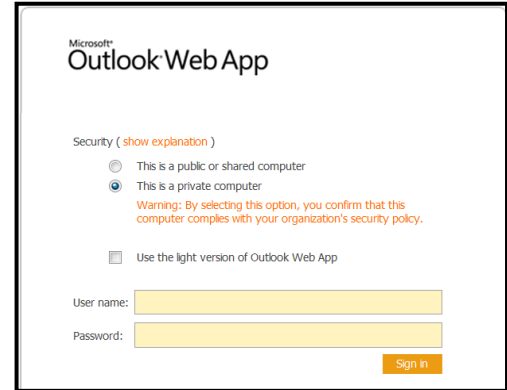 Microsoft®
Outlook Web App
Security ( show explanation )
This is a public or shared computer
This is a private computer
Warning: By selecting this option, you confirm that this
computer complies with your organization's security policy.
Use the light version of Outlook Web App
User name:
Password:
Sign in